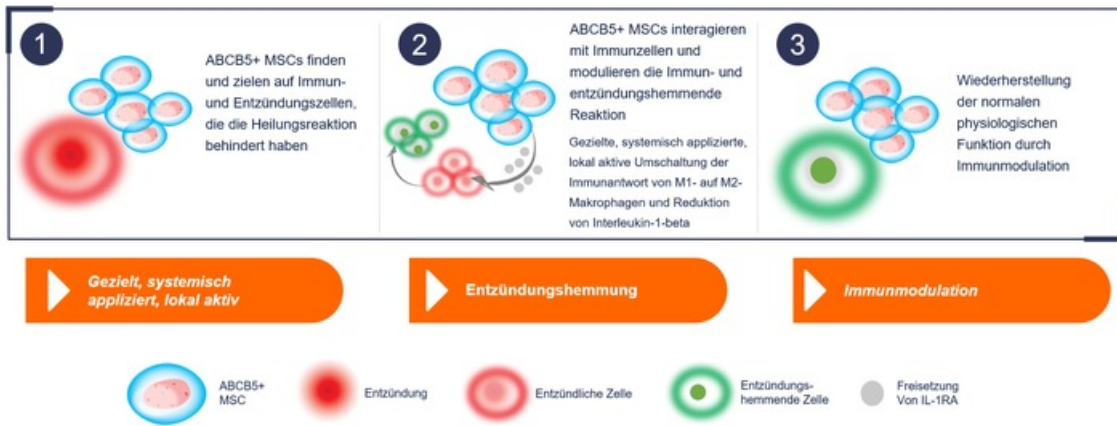 1
ABCB5+ MSCs finden
und zielen auf Immun-
und Entzündungszellen,
die die Heilungsreaktion
behindert haben
2
ABCB5+ MSCs interagieren
mit Immunzellen und
modulieren die Immun- und
entzündungshemmende
Reaktion
Gezielte, systemisch applizierte,
lokal aktive Umschaltung der
Immunantwort von M1- auf M2-
Makrophagen und Reduktion
von Interleukin-1-beta
3
Wiederherstellung
der normalen
physiologischen
Funktion durch
Immunmodulation
Gezielt, systemisch
appliziert, lokal aktiv
Entzündungshemmung
Immunmodulation
ABCB5+
MSC
Entzündung
Entzündliche Zelle
Entzündungs-
hemmende Zelle
Freisetzung
Von IL-1RA